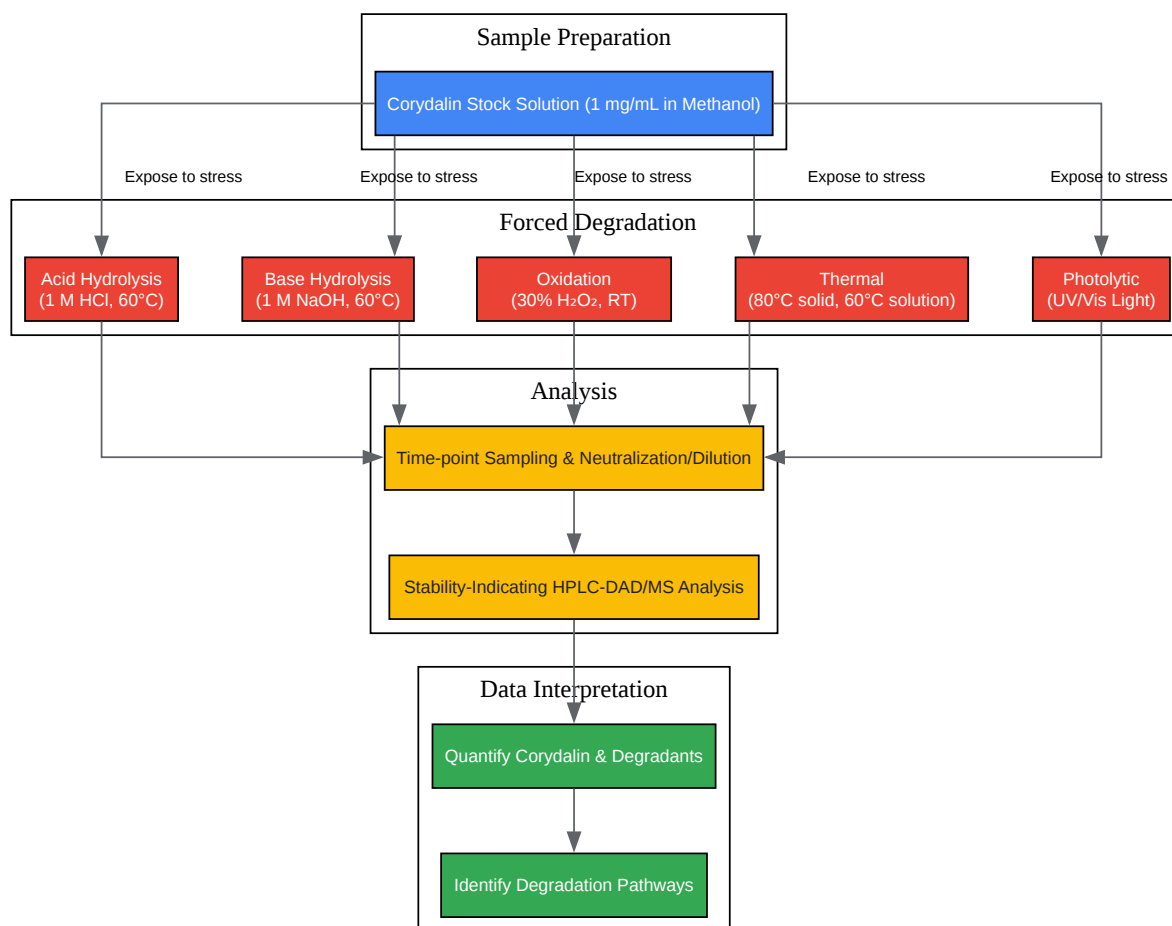 Sample Preparation
Corydalin Stock Solution (1 mg/mL in Methanol)
Expose to stress
Expose to stress
Expose to stress
Expose to stress
Expose to stress
Forced Degradation
Acid Hydrolysis
(1 M HCl, 60°C)
Base Hydrolysis
(1 M NaOH, 60°C)
Oxidation
(30% H₂O₂, RT)
Thermal
(80°C solid, 60°C solution)
Photolytic
(UV/Vis Light)
Analysis
Time-point Sampling & Neutralization/Dilution
Stability-Indicating HPLC-DAD/MS Analysis
Data Interpretation
Quantify Corydalin & Degradants
Identify Degradation Pathways